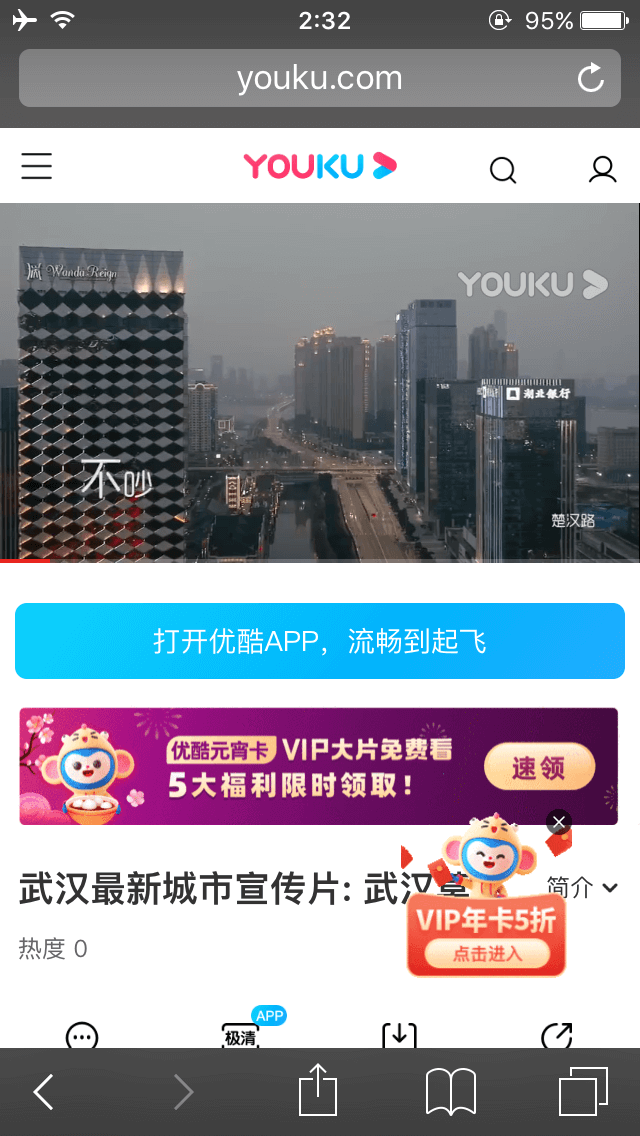 2:32
95%
youku.com
YOUKU
Wanda Reign
YOUKU
湖北银行
不吵
楚汉路
打开优酷APP，流畅到起飞
优酷元宵卡 VIP大片免费看
5大福利限时领取！
速领
武汉最新城市宣传片: 武汉莫
简介
热度 0
VIP年卡5折
点击进入
APP
极清